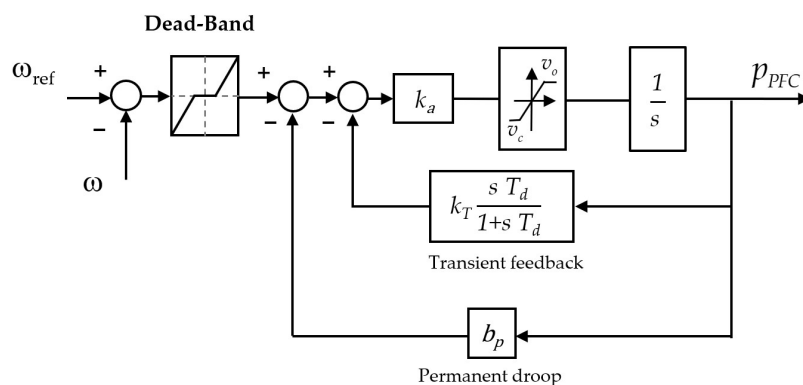 Dead-Band
ω_ref
+
−
ω
+
−
+
−
k_a
v_o
v_c
1
s
p_PFC
k_T s T_d
1+s T_d
Transient feedback
b_p
Permanent droop